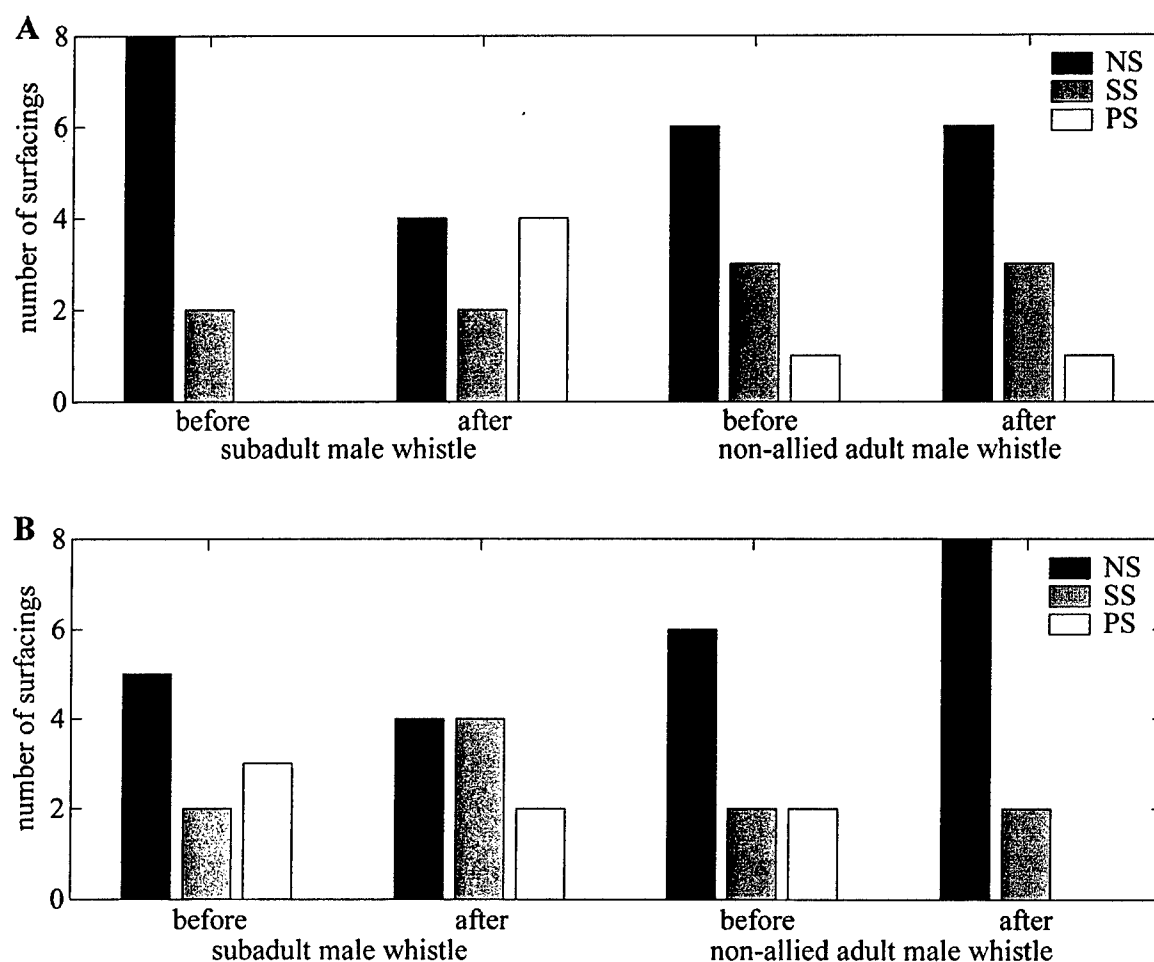 A
8
6
4
2
0
number of surfacings
NS
SS
PS
before after before after
subadult male whistle non-allied adult male whistle
B
8
6
4
2
0
number of surfacings
NS
SS
PS
before after before after
subadult male whistle non-allied adult male whistle